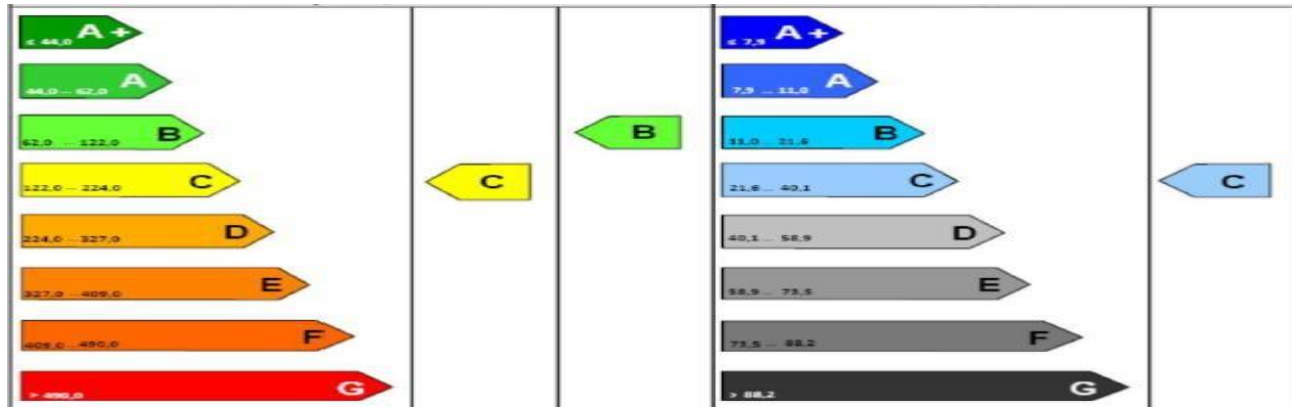 A+
≤ 44,0
A
44,0 ... 62,0
B
62,0 ... 122,0
B
C
122,0 ... 224,0
C
D
224,0 ... 327,0
E
327,0 ... 409,0
F
409,0 ... 490,0
G
> 490,0
A+
≤ 7,9
A
7,9 ... 11,0
B
11,0 ... 21,6
C
21,6 ... 40,1
C
D
40,1 ... 58,9
E
58,9 ... 73,5
F
73,5 ... 88,2
G
> 88,2